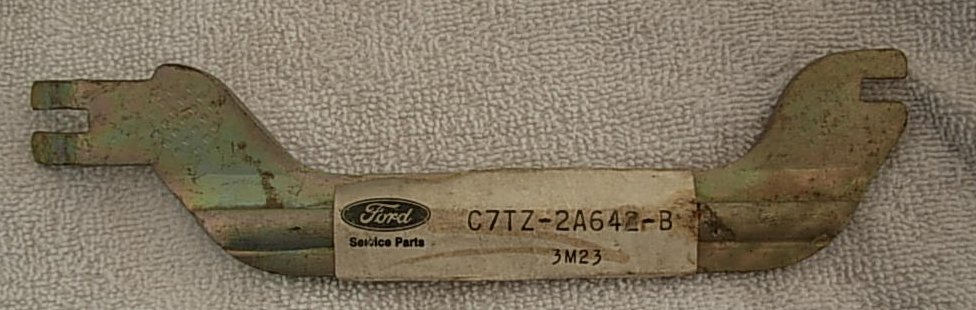 Ford
Service Parts
C7TZ-2A642-B
3M23